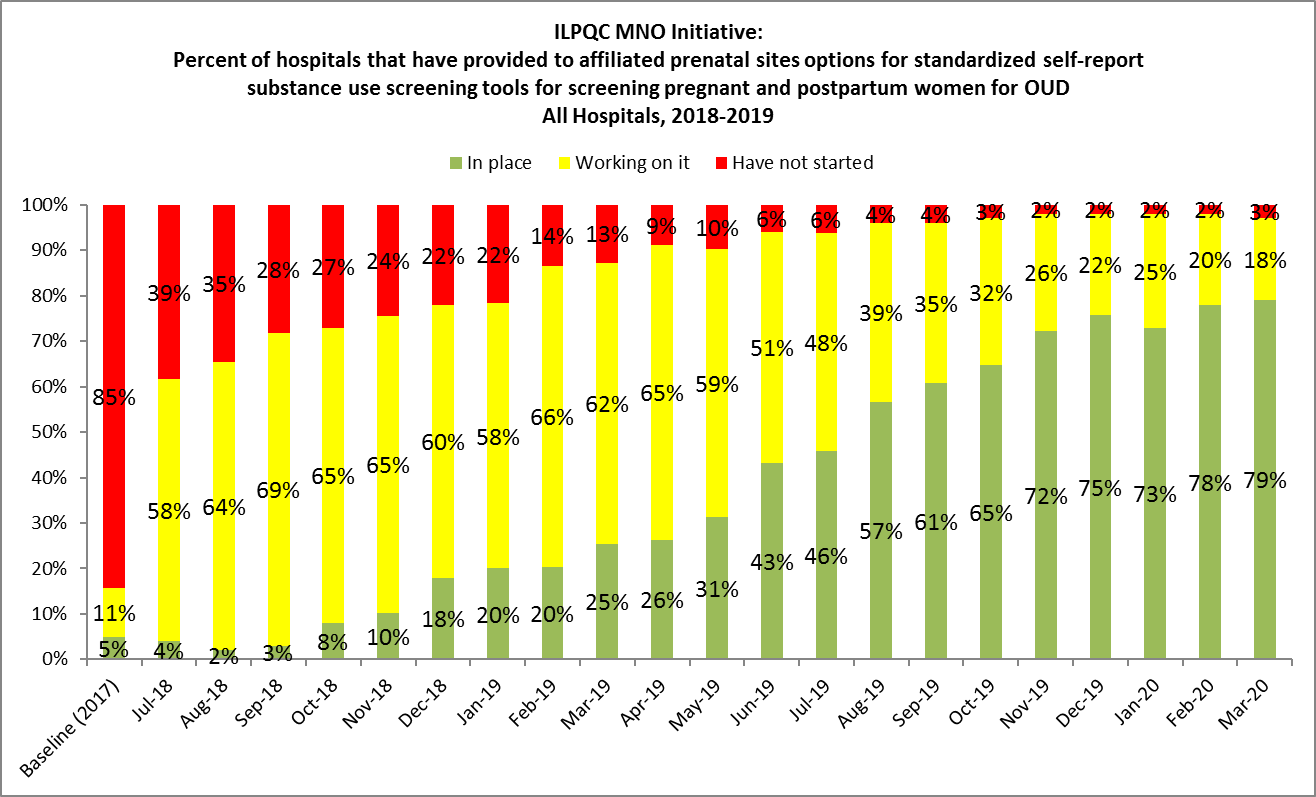 ILPQC MNO Initiative:
Percent of hospitals that have provided to affiliated prenatal sites options for standardized self-report
substance use screening tools for screening pregnant and postpartum women for OUD
All Hospitals, 2018-2019
In place Working on it Have not started
100%
90%
80%
70%
60%
50%
40%
30%
20%
10%
0%
85% 39% 35% 28% 27% 24% 22% 22% 14% 13% 9% 10% 6% 6% 4% 4% 3% 2% 2% 2% 2% 3%
11% 58% 64% 69% 65% 65% 60% 58% 66% 62% 65% 59% 51% 48% 39% 35% 32% 26% 22% 25% 20% 18%
5% 4% 2% 3% 8% 10% 18% 20% 20% 25% 26% 31% 43% 46% 57% 61% 65% 72% 75% 73% 78% 79%
Baseline (2017) Jul-18 Aug-18 Sep-18 Oct-18 Nov-18 Dec-18 Jan-19 Feb-19 Mar-19 Apr-19 May-19 Jun-19 Jul-19 Aug-19 Sep-19 Oct-19 Nov-19 Dec-19 Jan-20 Feb-20 Mar-20